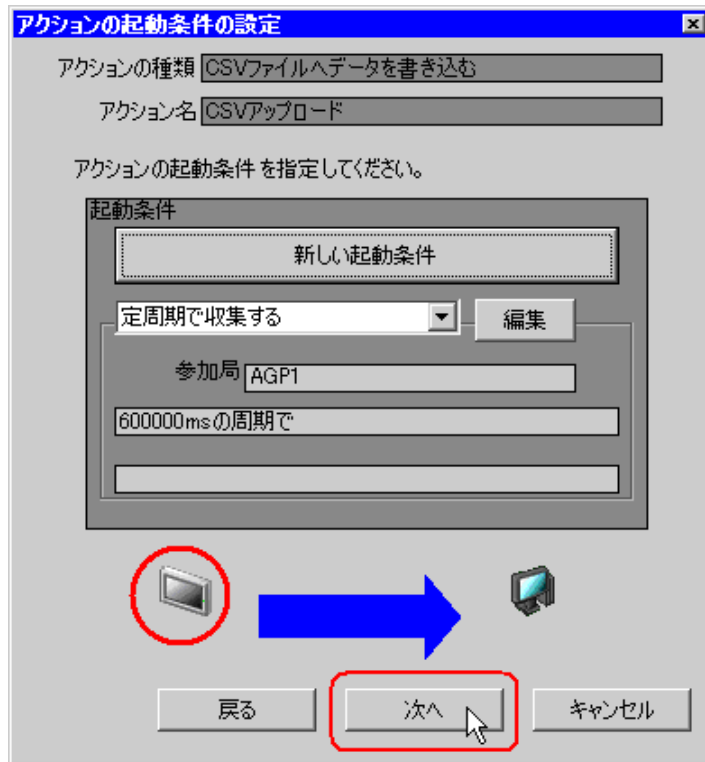 アクションの起動条件の設定
アクションの種類 CSVファイルへデータを書き込む
アクション名 CSVアップロード
アクションの起動条件を指定してください。
起動条件
新しい起動条件
定周期で収集する 編集
参加局 AGP1
600000msの周期で
戻る 次へ キャンセル